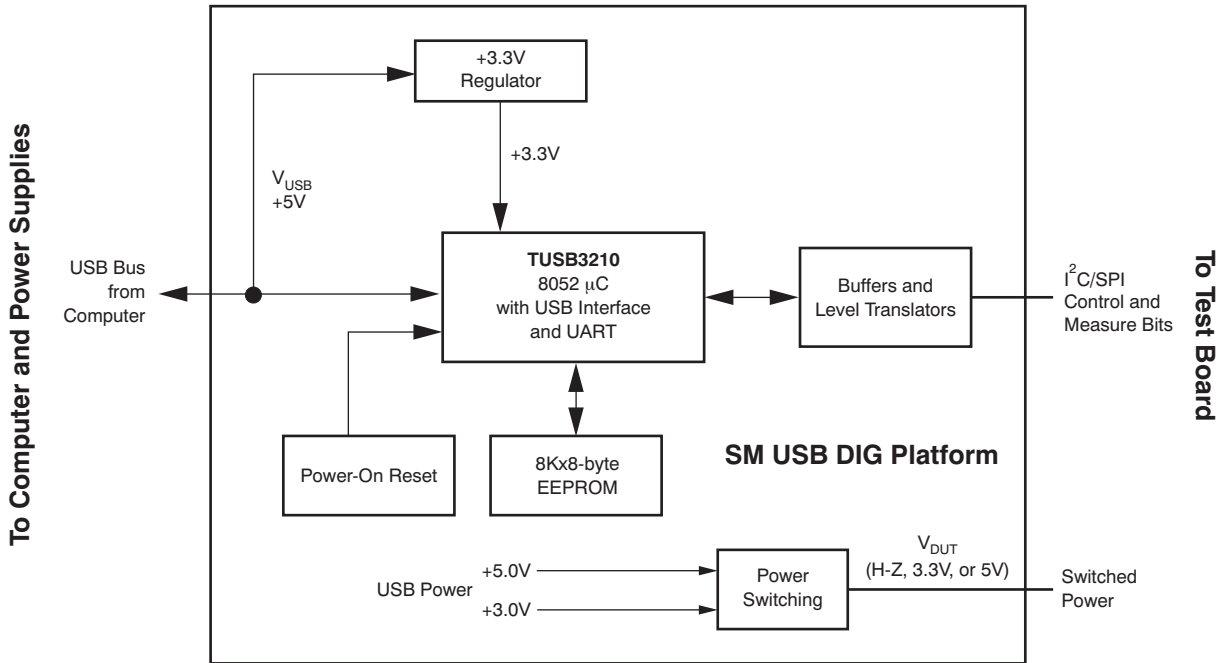 To Computer and Power Supplies
+3.3V
Regulator
+3.3V
V_USB
+5V
USB Bus
from
Computer
TUSB3210
8052 μC
with USB Interface
and UART
Buffers and
Level Translators
I²C/SPI
Control and
Measure Bits
To Test Board
Power-On Reset
8Kx8-byte
EEPROM
SM USB DIG Platform
USB Power
+5.0V
+3.0V
Power
Switching
V_DUT
(H-Z, 3.3V, or 5V)
Switched
Power